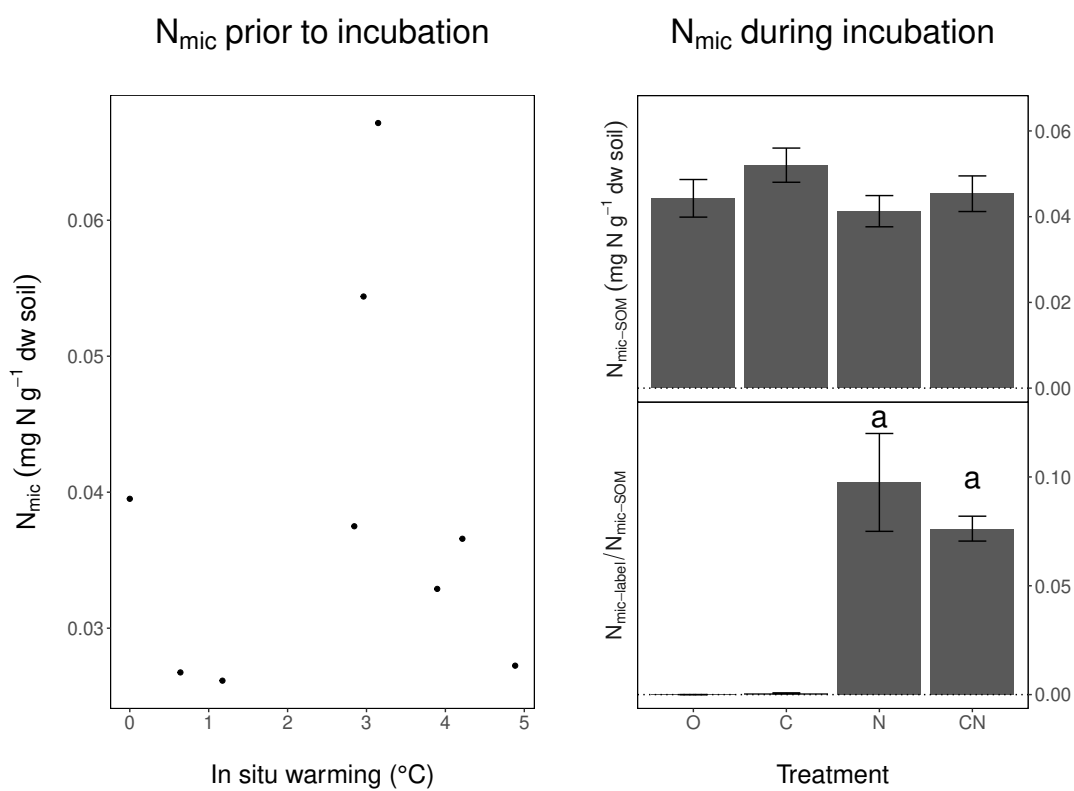 N_mic prior to incubation
N_mic (mg N g⁻¹ dw soil)
0.06
0.05
0.04
0.03
0 1 2 3 4 5
In situ warming (°C)
N_mic during incubation
N_mic−SOM (mg N g⁻¹ dw soil)
0.06
0.04
0.02
0.00
N_mic−label/N_mic−SOM
a
a
0.10
0.05
0.00
O C N CN
Treatment